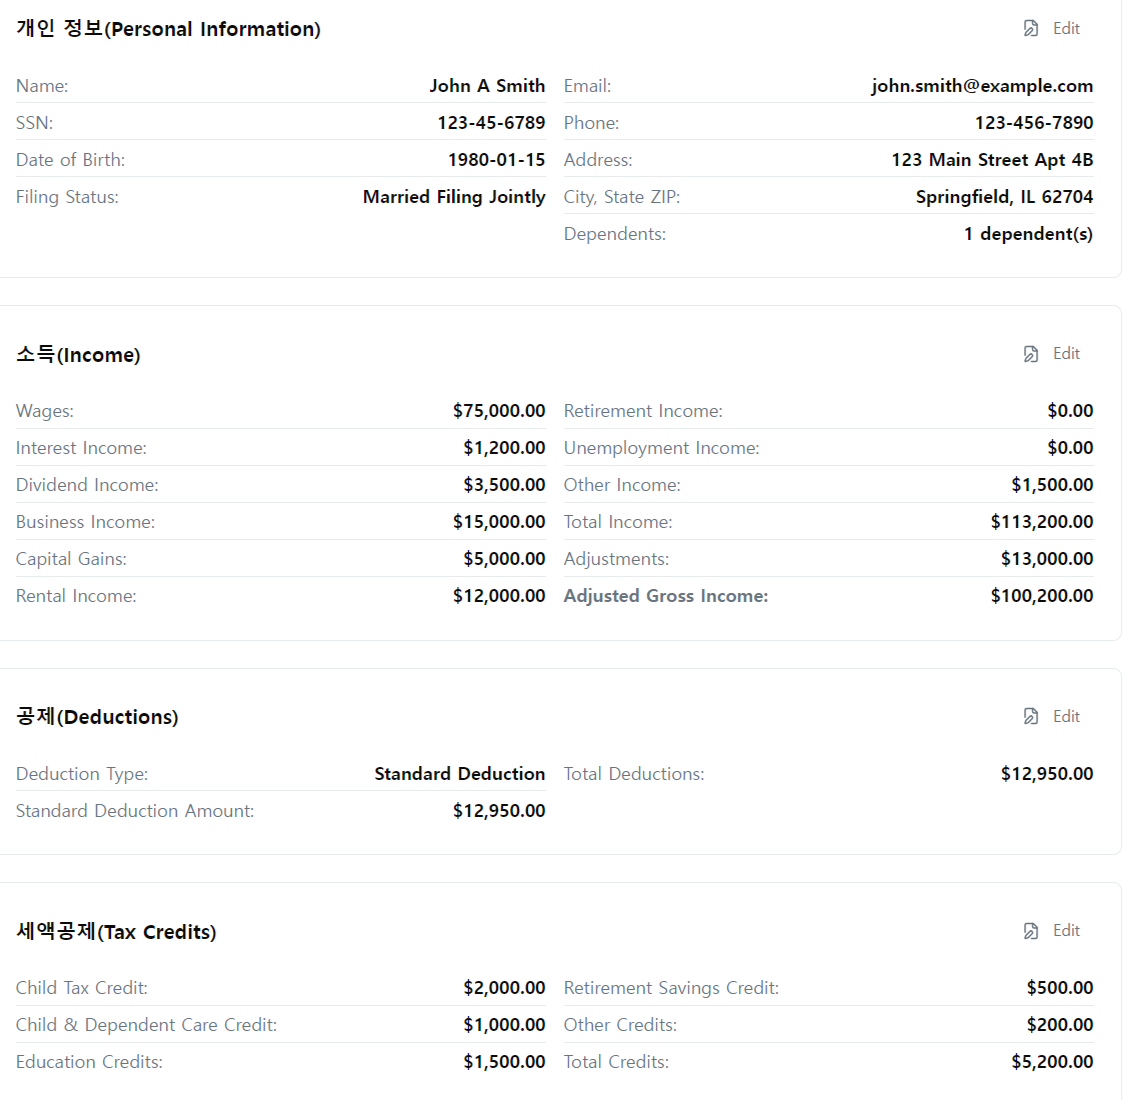 개인 정보(Personal Information)
Edit
Name: John A Smith
Email: john.smith@example.com
SSN: 123-45-6789
Phone: 123-456-7890
Date of Birth: 1980-01-15
Address: 123 Main Street Apt 4B
Filing Status: Married Filing Jointly
City, State ZIP: Springfield, IL 62704
Dependents: 1 dependent(s)
소득(Income)
Edit
Wages: $75,000.00
Retirement Income: $0.00
Interest Income: $1,200.00
Unemployment Income: $0.00
Dividend Income: $3,500.00
Other Income: $1,500.00
Business Income: $15,000.00
Total Income: $113,200.00
Capital Gains: $5,000.00
Adjustments: $13,000.00
Rental Income: $12,000.00
Adjusted Gross Income: $100,200.00
공제(Deductions)
Edit
Deduction Type: Standard Deduction
Total Deductions: $12,950.00
Standard Deduction Amount: $12,950.00
세액공제(Tax Credits)
Edit
Child Tax Credit: $2,000.00
Retirement Savings Credit: $500.00
Child & Dependent Care Credit: $1,000.00
Other Credits: $200.00
Education Credits: $1,500.00
Total Credits: $5,200.00